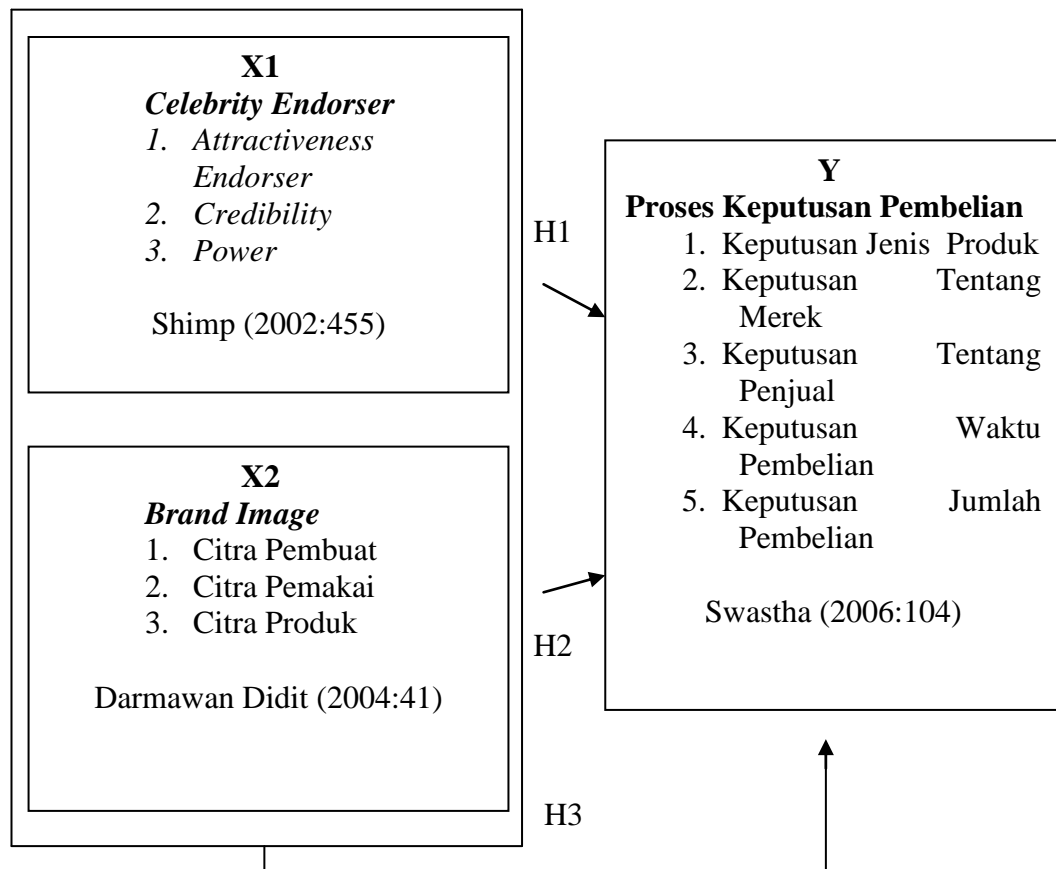 X1
Celebrity Endorser
1. Attractiveness
Endorser
2. Credibility
3. Power
Shimp (2002:455)
X2
Brand Image
1. Citra Pembuat
2. Citra Pemakai
3. Citra Produk
Darmawan Didit (2004:41)
H1
H2
H3
Y
Proses Keputusan Pembelian
1. Keputusan Jenis Produk
2. Keputusan Tentang
Merek
3. Keputusan Tentang
Penjual
4. Keputusan Waktu
Pembelian
5. Keputusan Jumlah
Pembelian
Swastha (2006:104)